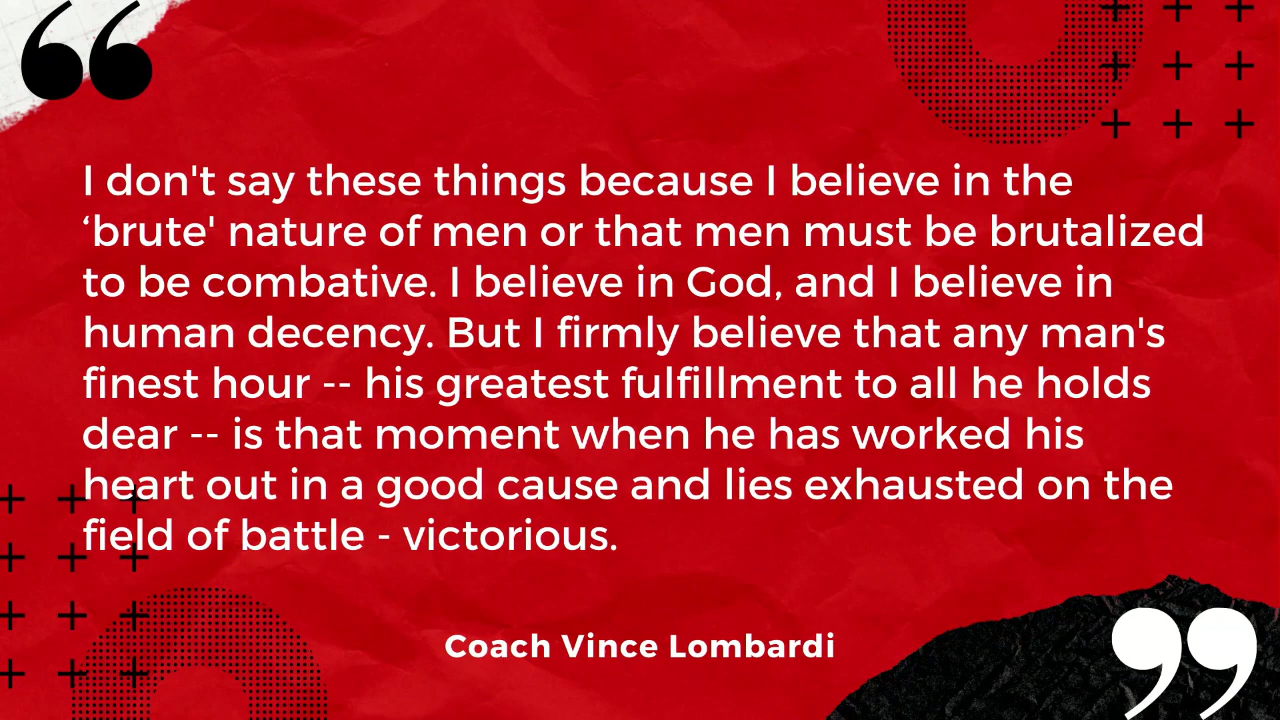 I don't say these things because I believe in the
‘brute' nature of men or that men must be brutalized
to be combative. I believe in God, and I believe in
human decency. But I firmly believe that any man's
finest hour -- his greatest fulfillment to all he holds
dear -- is that moment when he has worked his
heart out in a good cause and lies exhausted on the
field of battle - victorious.
Coach Vince Lombardi